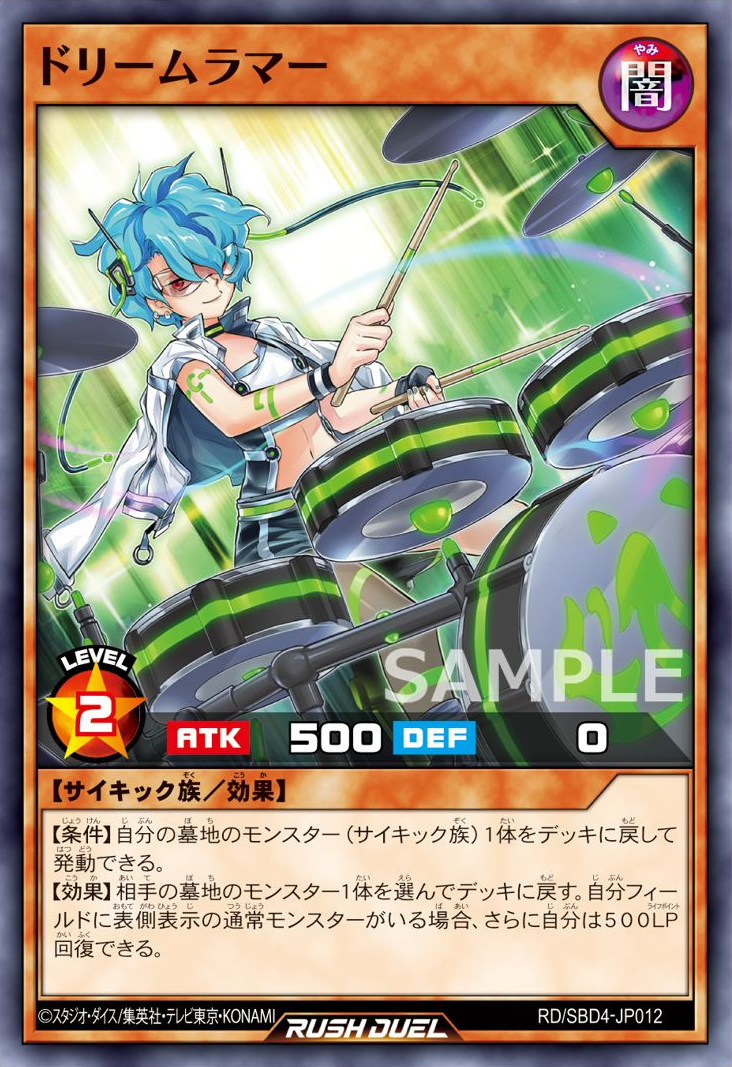 ドリームラマー
やみ
闇
SAMPLE
LEVEL
2
ATK 500 DEF 0
【サイキック族／効果】
【条件】自分の墓地のモンスター（サイキック族）1体をデッキに戻して
発動できる。
【効果】相手の墓地のモンスター1体を選んでデッキに戻す。自分フィー
ルドに表側表示の通常モンスターがいる場合、さらに自分は５００LP
回復できる。
©スタジオ・ダイス/集英社・テレビ東京・KONAMI
RUSH DUEL
RD/SBD4-JP012